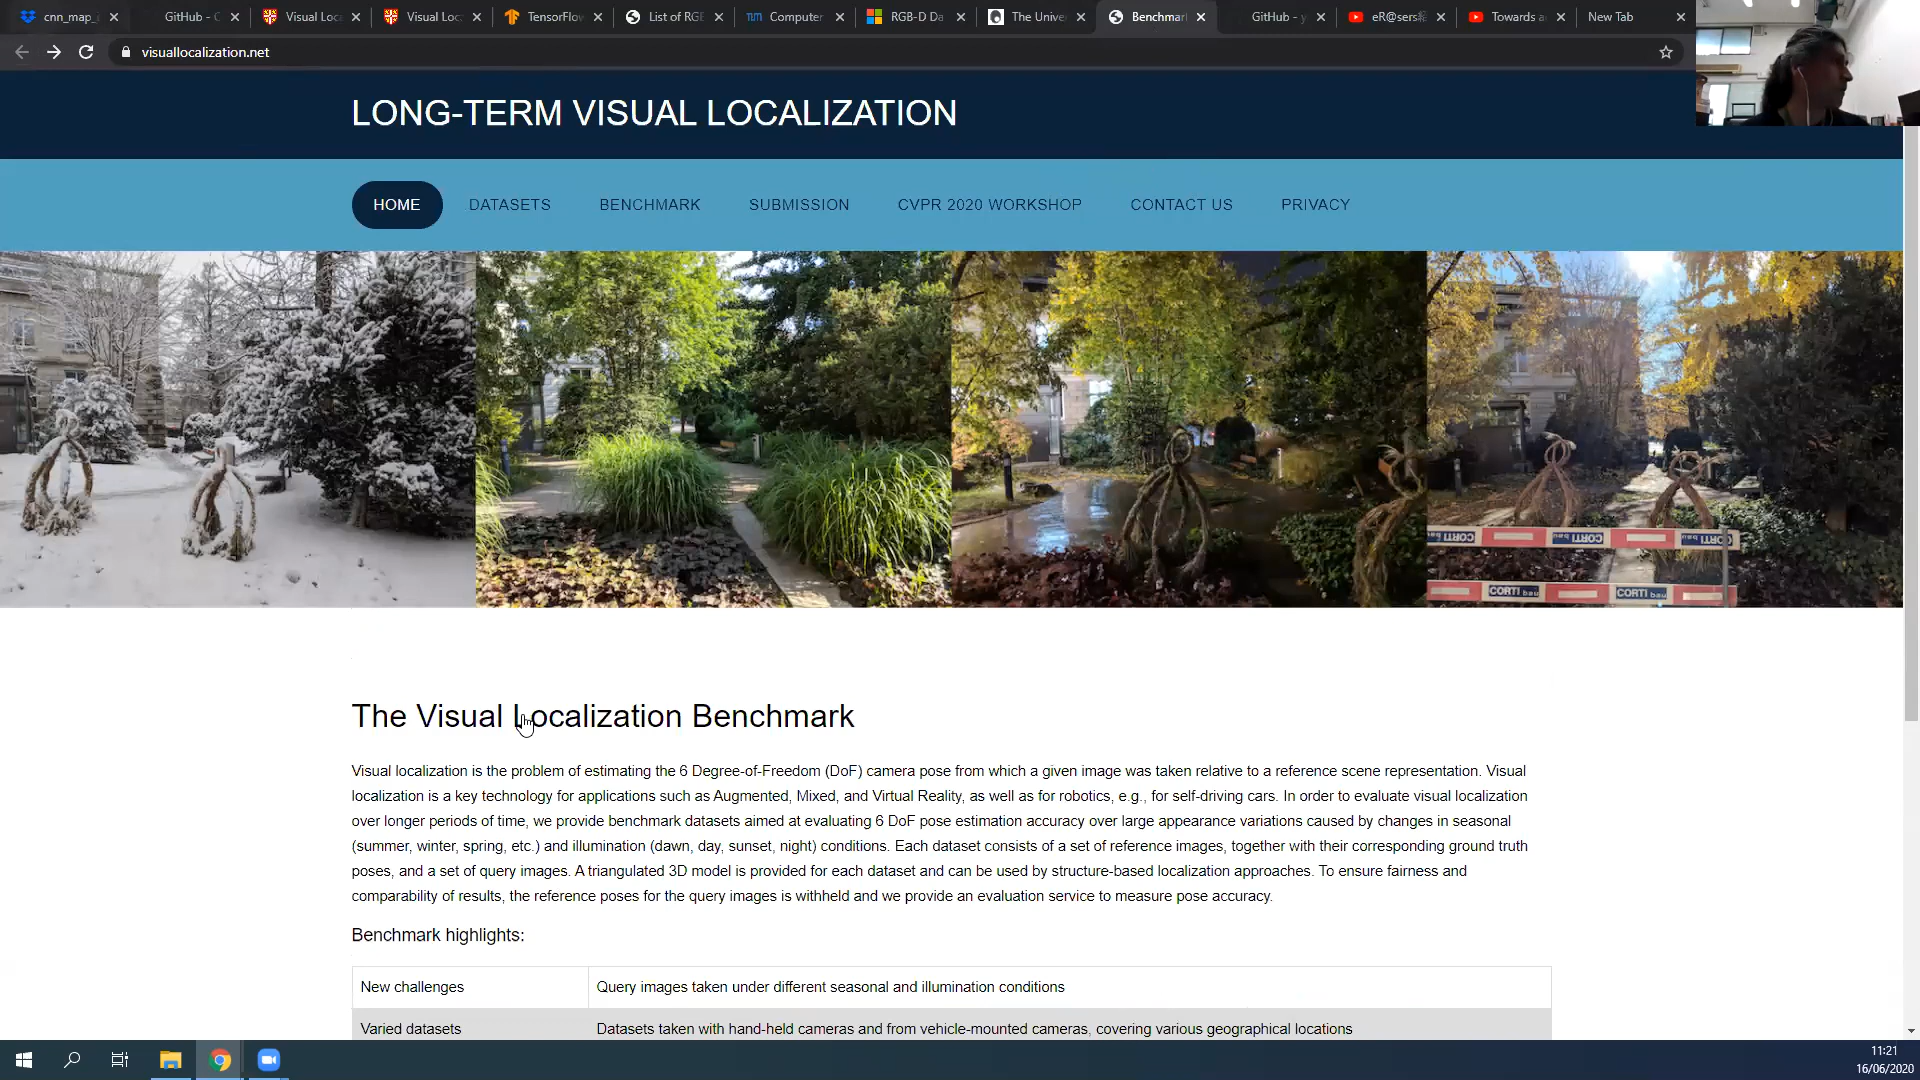 cnn_map_
GitHub - C
Visual Loc
Visual Loc
TensorFlow
List of RGB
Computer
RGB-D Da
The Unive
Benchmar
GitHub - y
eR@sers
Towards a
New Tab
visuallocalization.net
LONG-TERM VISUAL LOCALIZATION
HOME DATASETS BENCHMARK SUBMISSION CVPR 2020 WORKSHOP CONTACT US PRIVACY
CORTI bau
CORTI bau
The Visual Localization Benchmark
Visual localization is the problem of estimating the 6 Degree-of-Freedom (DoF) camera pose from which a given image was taken relative to a reference scene representation. Visual
localization is a key technology for applications such as Augmented, Mixed, and Virtual Reality, as well as for robotics, e.g., for self-driving cars. In order to evaluate visual localization
over longer periods of time, we provide benchmark datasets aimed at evaluating 6 DoF pose estimation accuracy over large appearance variations caused by changes in seasonal
(summer, winter, spring, etc.) and illumination (dawn, day, sunset, night) conditions. Each dataset consists of a set of reference images, together with their corresponding ground truth
poses, and a set of query images. A triangulated 3D model is provided for each dataset and can be used by structure-based localization approaches. To ensure fairness and
comparability of results, the reference poses for the query images is withheld and we provide an evaluation service to measure pose accuracy.
Benchmark highlights:
New challenges Query images taken under different seasonal and illumination conditions
Varied datasets Datasets taken with hand-held cameras and from vehicle-mounted cameras, covering various geographical locations
11:21
16/06/2020